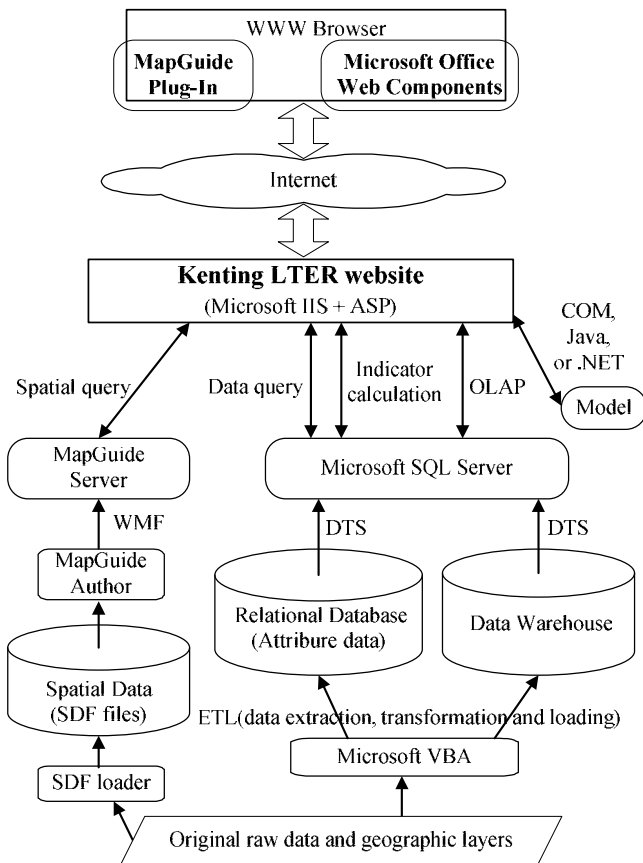 WWW Browser
MapGuide
Plug-In
Microsoft Office
Web Components
Internet
Kenting LTER website
(Microsoft IIS + ASP)
COM,
Java,
or .NET
Spatial query
Data query
Indicator
calculation
OLAP
Model
MapGuide
Server
Microsoft SQL Server
WMF
DTS
DTS
MapGuide
Author
Relational Database
(Attribure data)
Data Warehouse
Spatial Data
(SDF files)
ETL(data extraction, transformation and loading)
Microsoft VBA
SDF loader
Original raw data and geographic layers